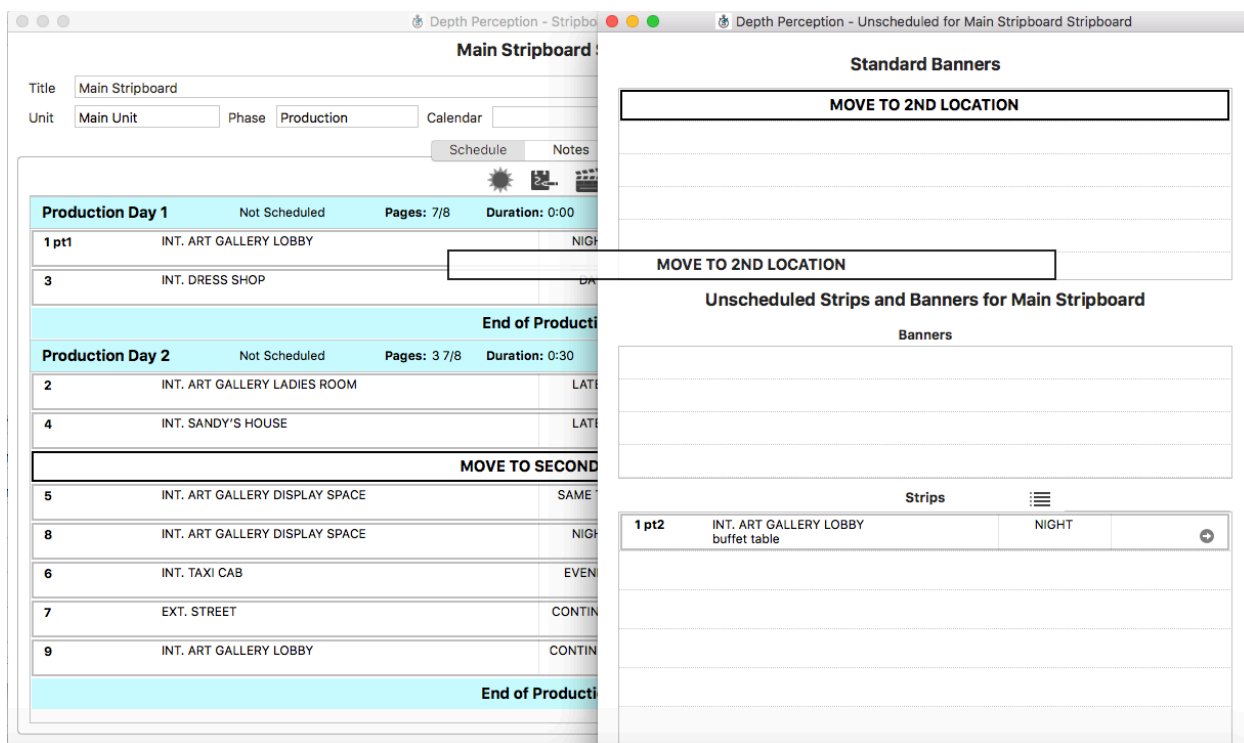 Depth Perception - Stripbo
Main Stripboard S
Title Main Stripboard
Unit Main Unit Phase Production Calendar
Schedule Notes
Production Day 1 Not Scheduled Pages: 7/8 Duration: 0:00
1 pt1 INT. ART GALLERY LOBBY NIGH
3 INT. DRESS SHOP DA
End of Producti
Production Day 2 Not Scheduled Pages: 3 7/8 Duration: 0:30
2 INT. ART GALLERY LADIES ROOM LATE
4 INT. SANDY'S HOUSE LATE
MOVE TO SECOND
5 INT. ART GALLERY DISPLAY SPACE SAME T
8 INT. ART GALLERY DISPLAY SPACE NIGH
6 INT. TAXI CAB EVENI
7 EXT. STREET CONTIN
9 INT. ART GALLERY LOBBY CONTIN
End of Producti
Depth Perception - Unscheduled for Main Stripboard Stripboard
Standard Banners
MOVE TO 2ND LOCATION
MOVE TO 2ND LOCATION
Unscheduled Strips and Banners for Main Stripboard
Banners
Strips
1 pt2 INT. ART GALLERY LOBBY NIGHT
buffet table